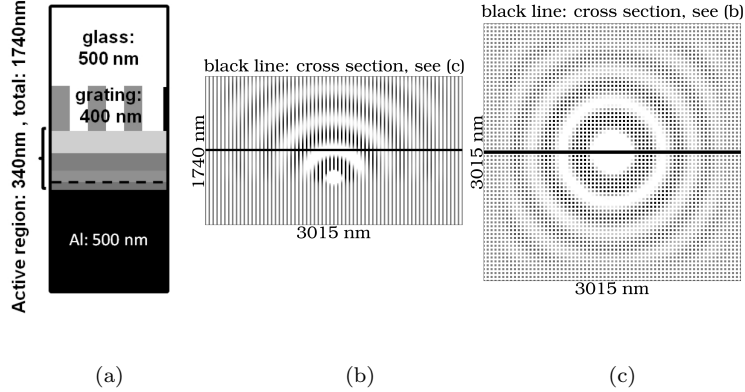 Active region: 340nm , total: 1740nm
glass:
500 nm
grating:
400 nm
Al: 500 nm
(a)
black line: cross section, see (c)
1740 nm
3015 nm
(b)
black line: cross section, see (b)
3015 nm
3015 nm
(c)